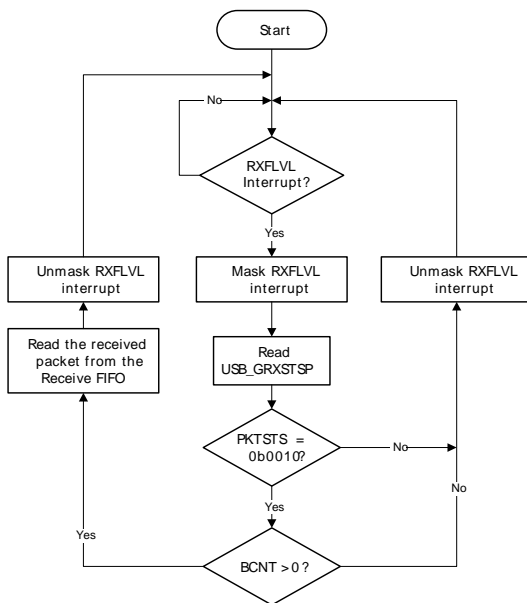 Start
No
RXFLVL
Interrupt?
Yes
Unmask RXFLVL
interrupt
Mask RXFLVL
interrupt
Unmask RXFLVL
interrupt
Read the received
packet from the
Receive FIFO
Read
USB_GRXSTSP
PKTSTS =
0b0010?
No
No
Yes
Yes
BCNT > 0 ?